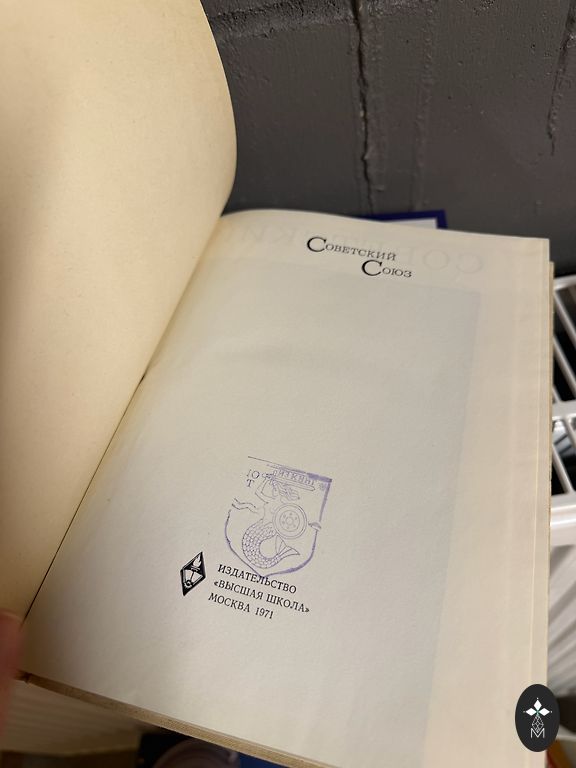 Советский
Союз
ИЗДАТЕЛЬСТВО
«ВЫСШАЯ ШКОЛА»
МОСКВА 1971
M